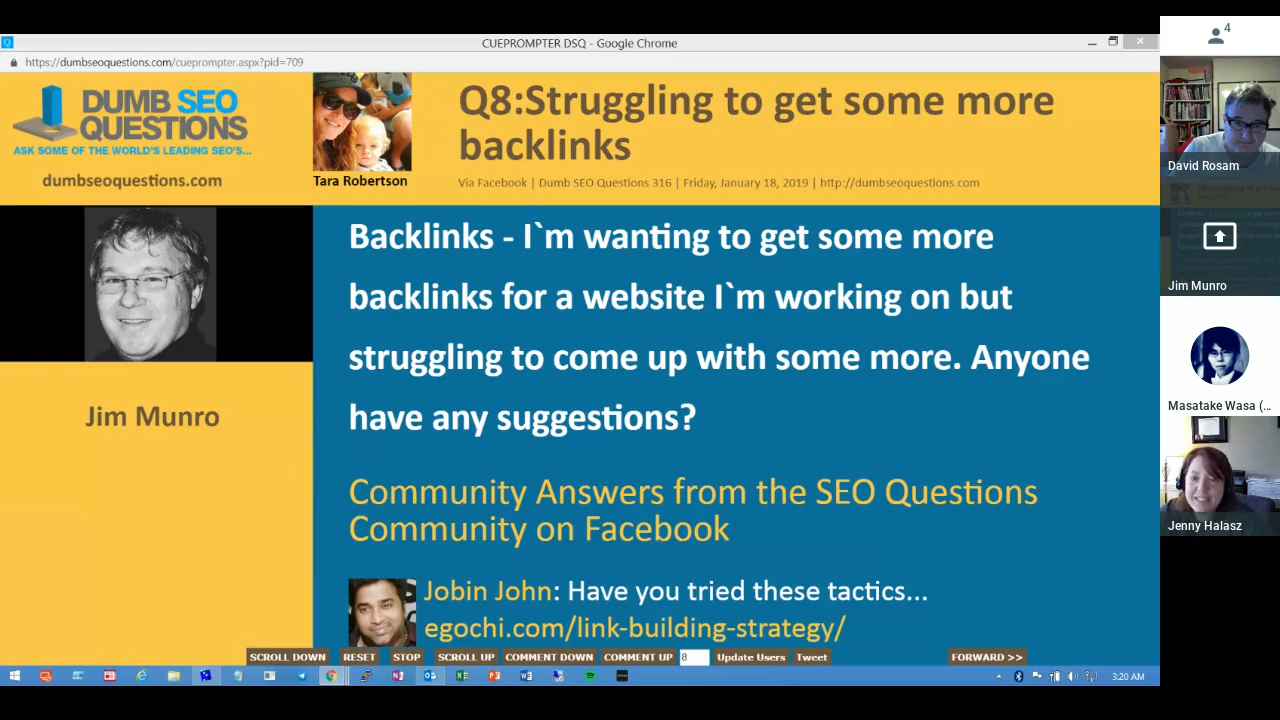 CUEPROMPTER DSQ - Google Chrome
https://dumbseoquestions.com/cueprompter.aspx?pid=709
DUMB SEO
QUESTIONS
ASK SOME OF THE WORLD'S LEADING SEO'S...
dumbseoquestions.com
Tara Robertson
Q8:Struggling to get some more
backlinks
Via Facebook | Dumb SEO Questions 316 | Friday, January 18, 2019 | http://dumbseoquestions.com
Jim Munro
Backlinks - I`m wanting to get some more
backlinks for a website I`m working on but
struggling to come up with some more. Anyone
have any suggestions?
Community Answers from the SEO Questions
Community on Facebook
Jobin John: Have you tried these tactics...
egochi.com/link-building-strategy/
SCROLL DOWN RESET STOP SCROLL UP COMMENT DOWN COMMENT UP 8 Update Users Tweet FORWARD >>
3:20 AM
4
David Rosam
Jim Munro
Masatake Wasa (...
Jenny Halasz